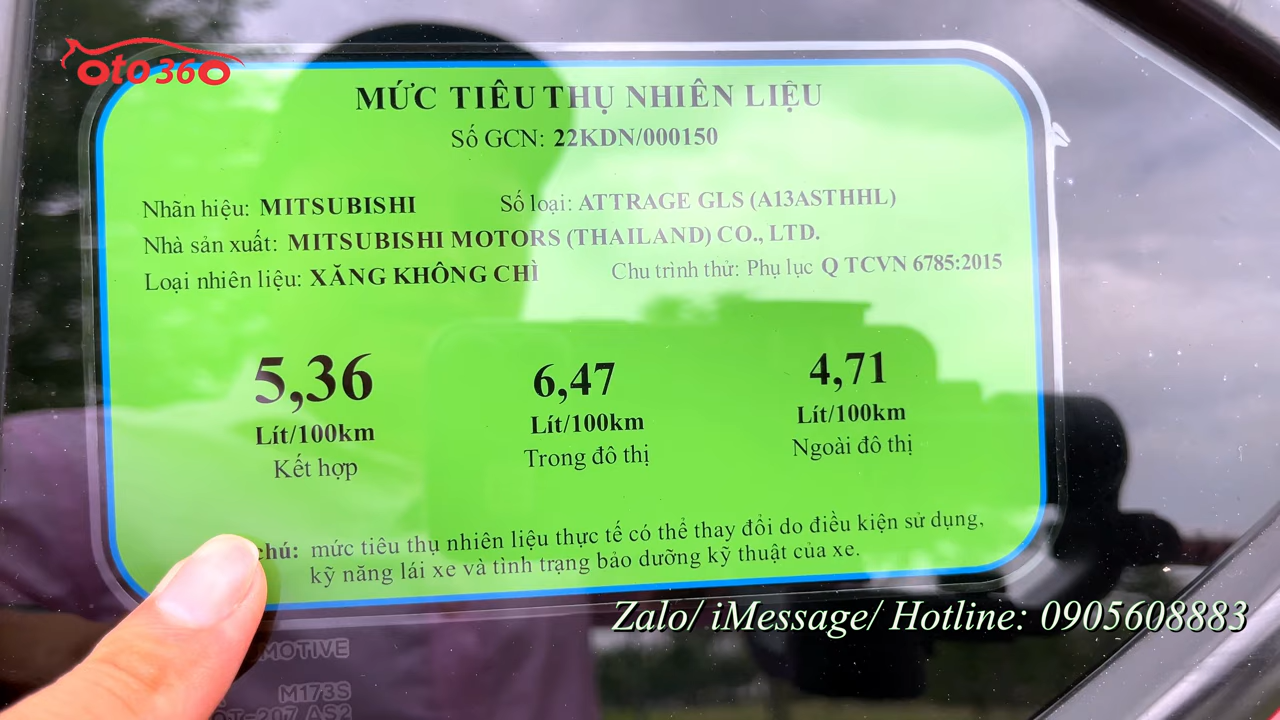 oto360
MỨC TIÊU THỤ NHIÊN LIỆU
Số GCN: 22KDN/000150
Nhãn hiệu: MITSUBISHI Số loại: ATTRAGE GLS (A13ASTHHL)
Nhà sản xuất: MITSUBISHI MOTORS (THAILAND) CO., LTD.
Loại nhiên liệu: XĂNG KHÔNG CHÌ Chu trình thử: Phụ lục Q TCVN 6785:2015
5,36 6,47 4,71
Lít/100km Lít/100km Lít/100km
Kết hợp Trong đô thị Ngoài đô thị
chú: mức tiêu thụ nhiên liệu thực tế có thể thay đổi do điều kiện sử dụng,
kỹ năng lái xe và tình trạng bảo dưỡng kỹ thuật của xe.
Zalo/ iMessage/ Hotline: 0905608883
M173S
AS2